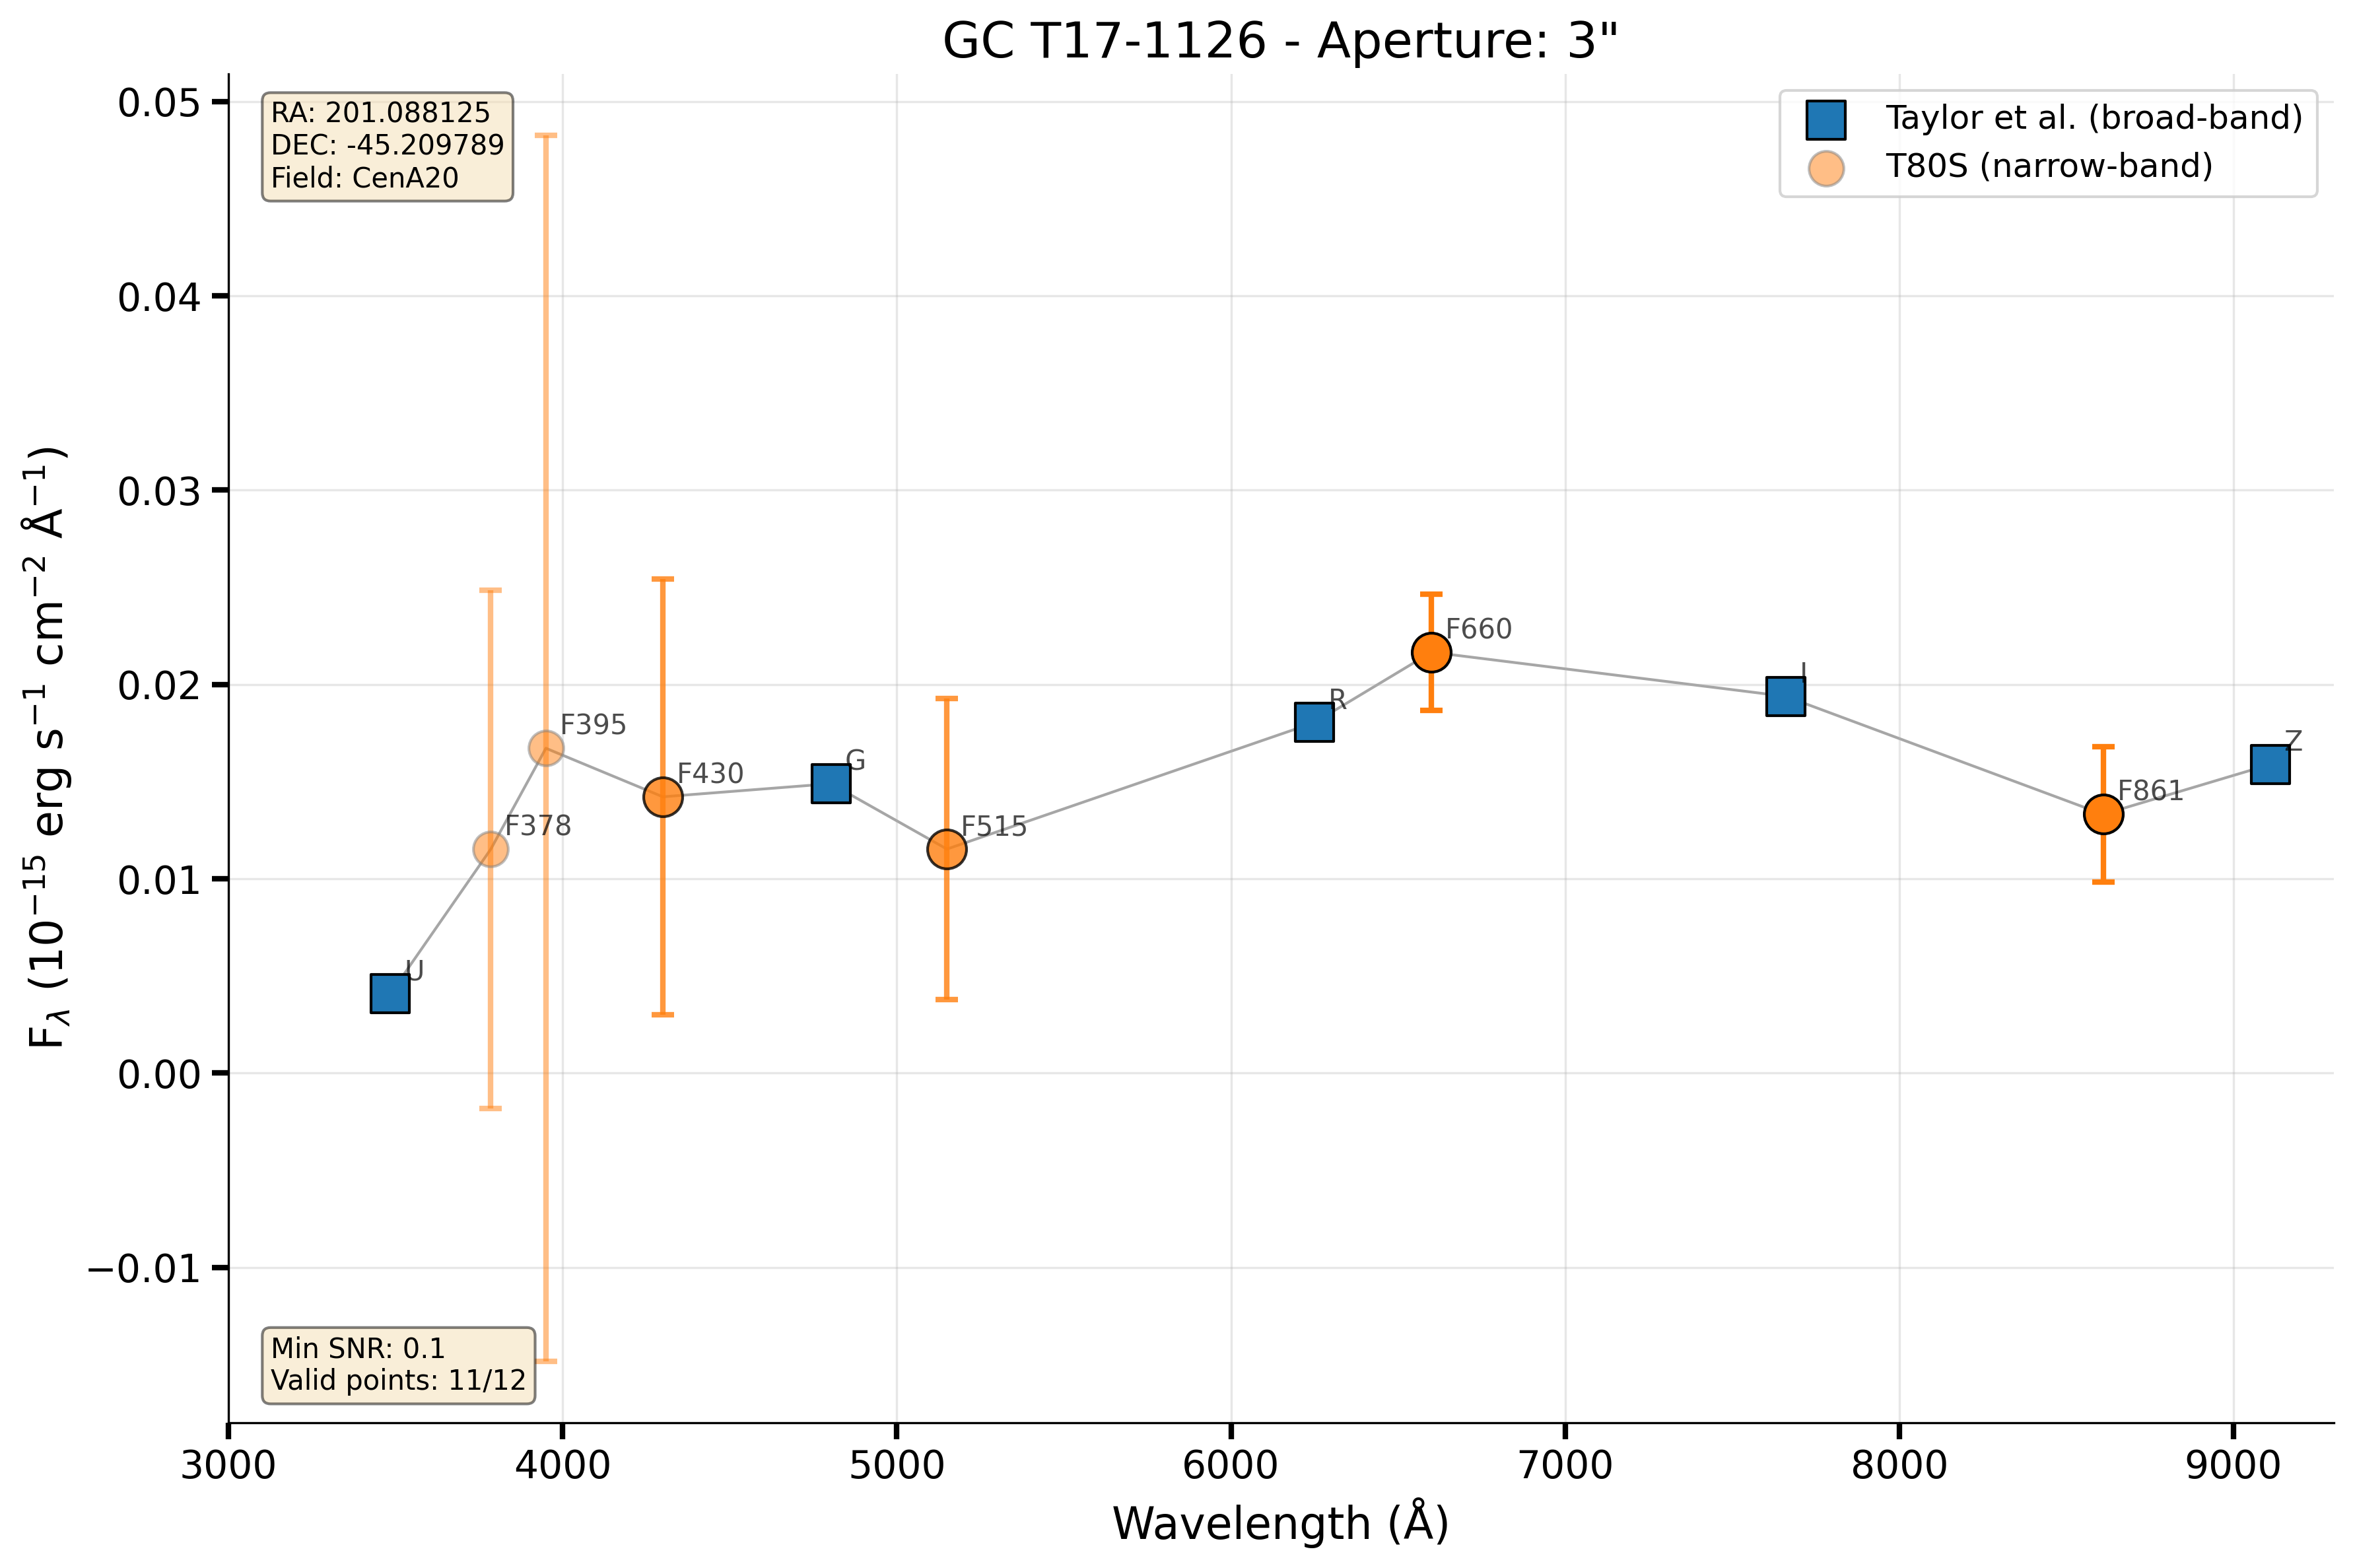 GC T17-1126 - Aperture: 3"
RA: 201.088125
DEC: -45.209789
Field: CenA20
Taylor et al. (broad-band)
T80S (narrow-band)
0.05
0.04
0.03
0.02
0.01
0.00
−0.01
F_λ (10⁻¹⁵ erg s⁻¹ cm⁻² Å⁻¹)
U
F378
F395
F430
G
F515
R
F660
I
F861
Z
Min SNR: 0.1
Valid points: 11/12
3000 4000 5000 6000 7000 8000 9000
Wavelength (Å)